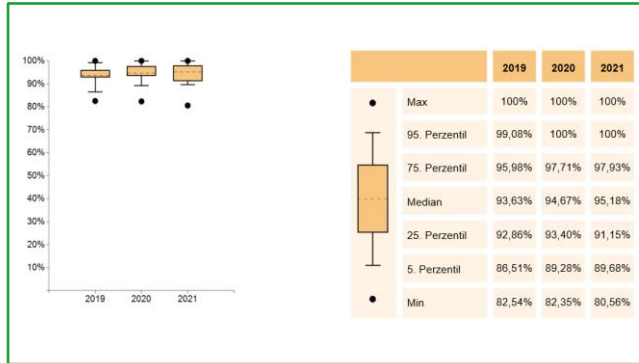 100%
90%
80%
70%
60%
50%
40%
30%
20%
10%
2019 2020 2021
2019 2020 2021
Max 100% 100% 100%
95. Perzentil 99,08% 100% 100%
75. Perzentil 95,98% 97,71% 97,93%
Median 93,63% 94,67% 95,18%
25. Perzentil 92,86% 93,40% 91,15%
5. Perzentil 86,51% 89,28% 89,68%
Min 82,54% 82,35% 80,56%